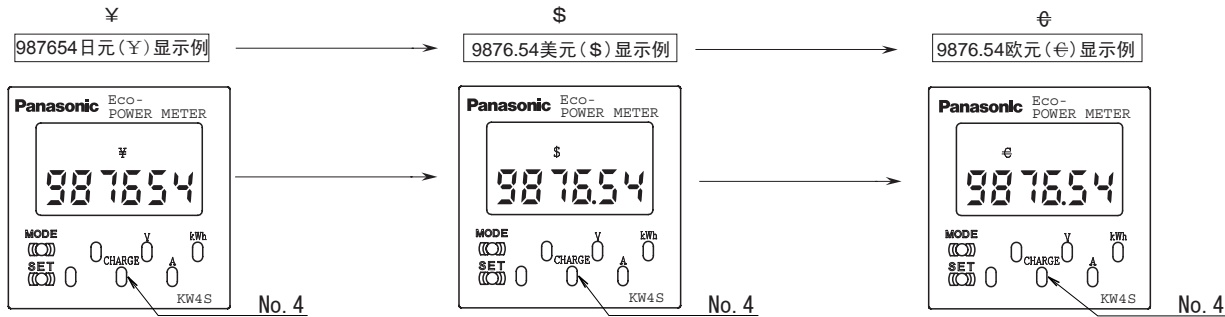 ¥
987654日元(¥)显示例
Panasonic Eco-
POWER METER
¥
987654
MODE
V
kWh
SET
CHARGE
A
KW4S
No. 4
$
9876.54美元($)显示例
Panasonic Eco-
POWER METER
$
9876.54
MODE
V
kWh
SET
CHARGE
A
KW4S
No. 4
€
9876.54欧元(€)显示例
Panasonic Eco-
POWER METER
€
9876.54
MODE
V
kWh
SET
CHARGE
A
KW4S
No. 4